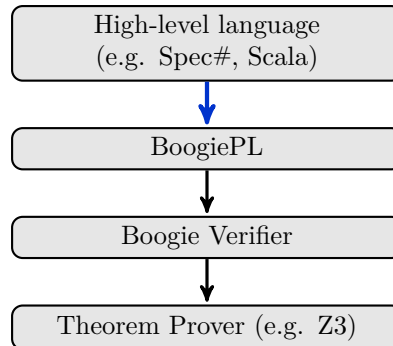 High-level language
(e.g. Spec#, Scala)
BoogiePL
Boogie Verifier
Theorem Prover (e.g. Z3)